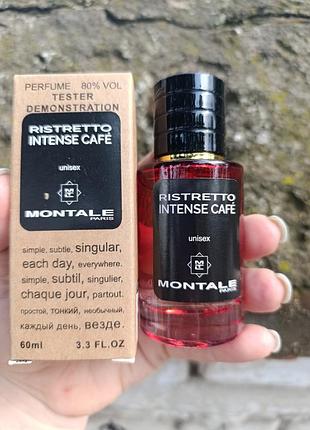 PERFUME 80% VOL
TESTER
DEMONSTRATION
RISTRETTO
INTENSE CAFÉ
unisex
MONTALE
PARIS
simple, subtle, singular,
each day, everywhere.
simple, subtil, singulier,
chaque jour, partout.
простой, тонкий, необычный,
каждый день, везде.
60ml 3.3 FL.OZ
RISTRETTO
INTENSE CAFÉ
unisex
MONTALE
PARIS